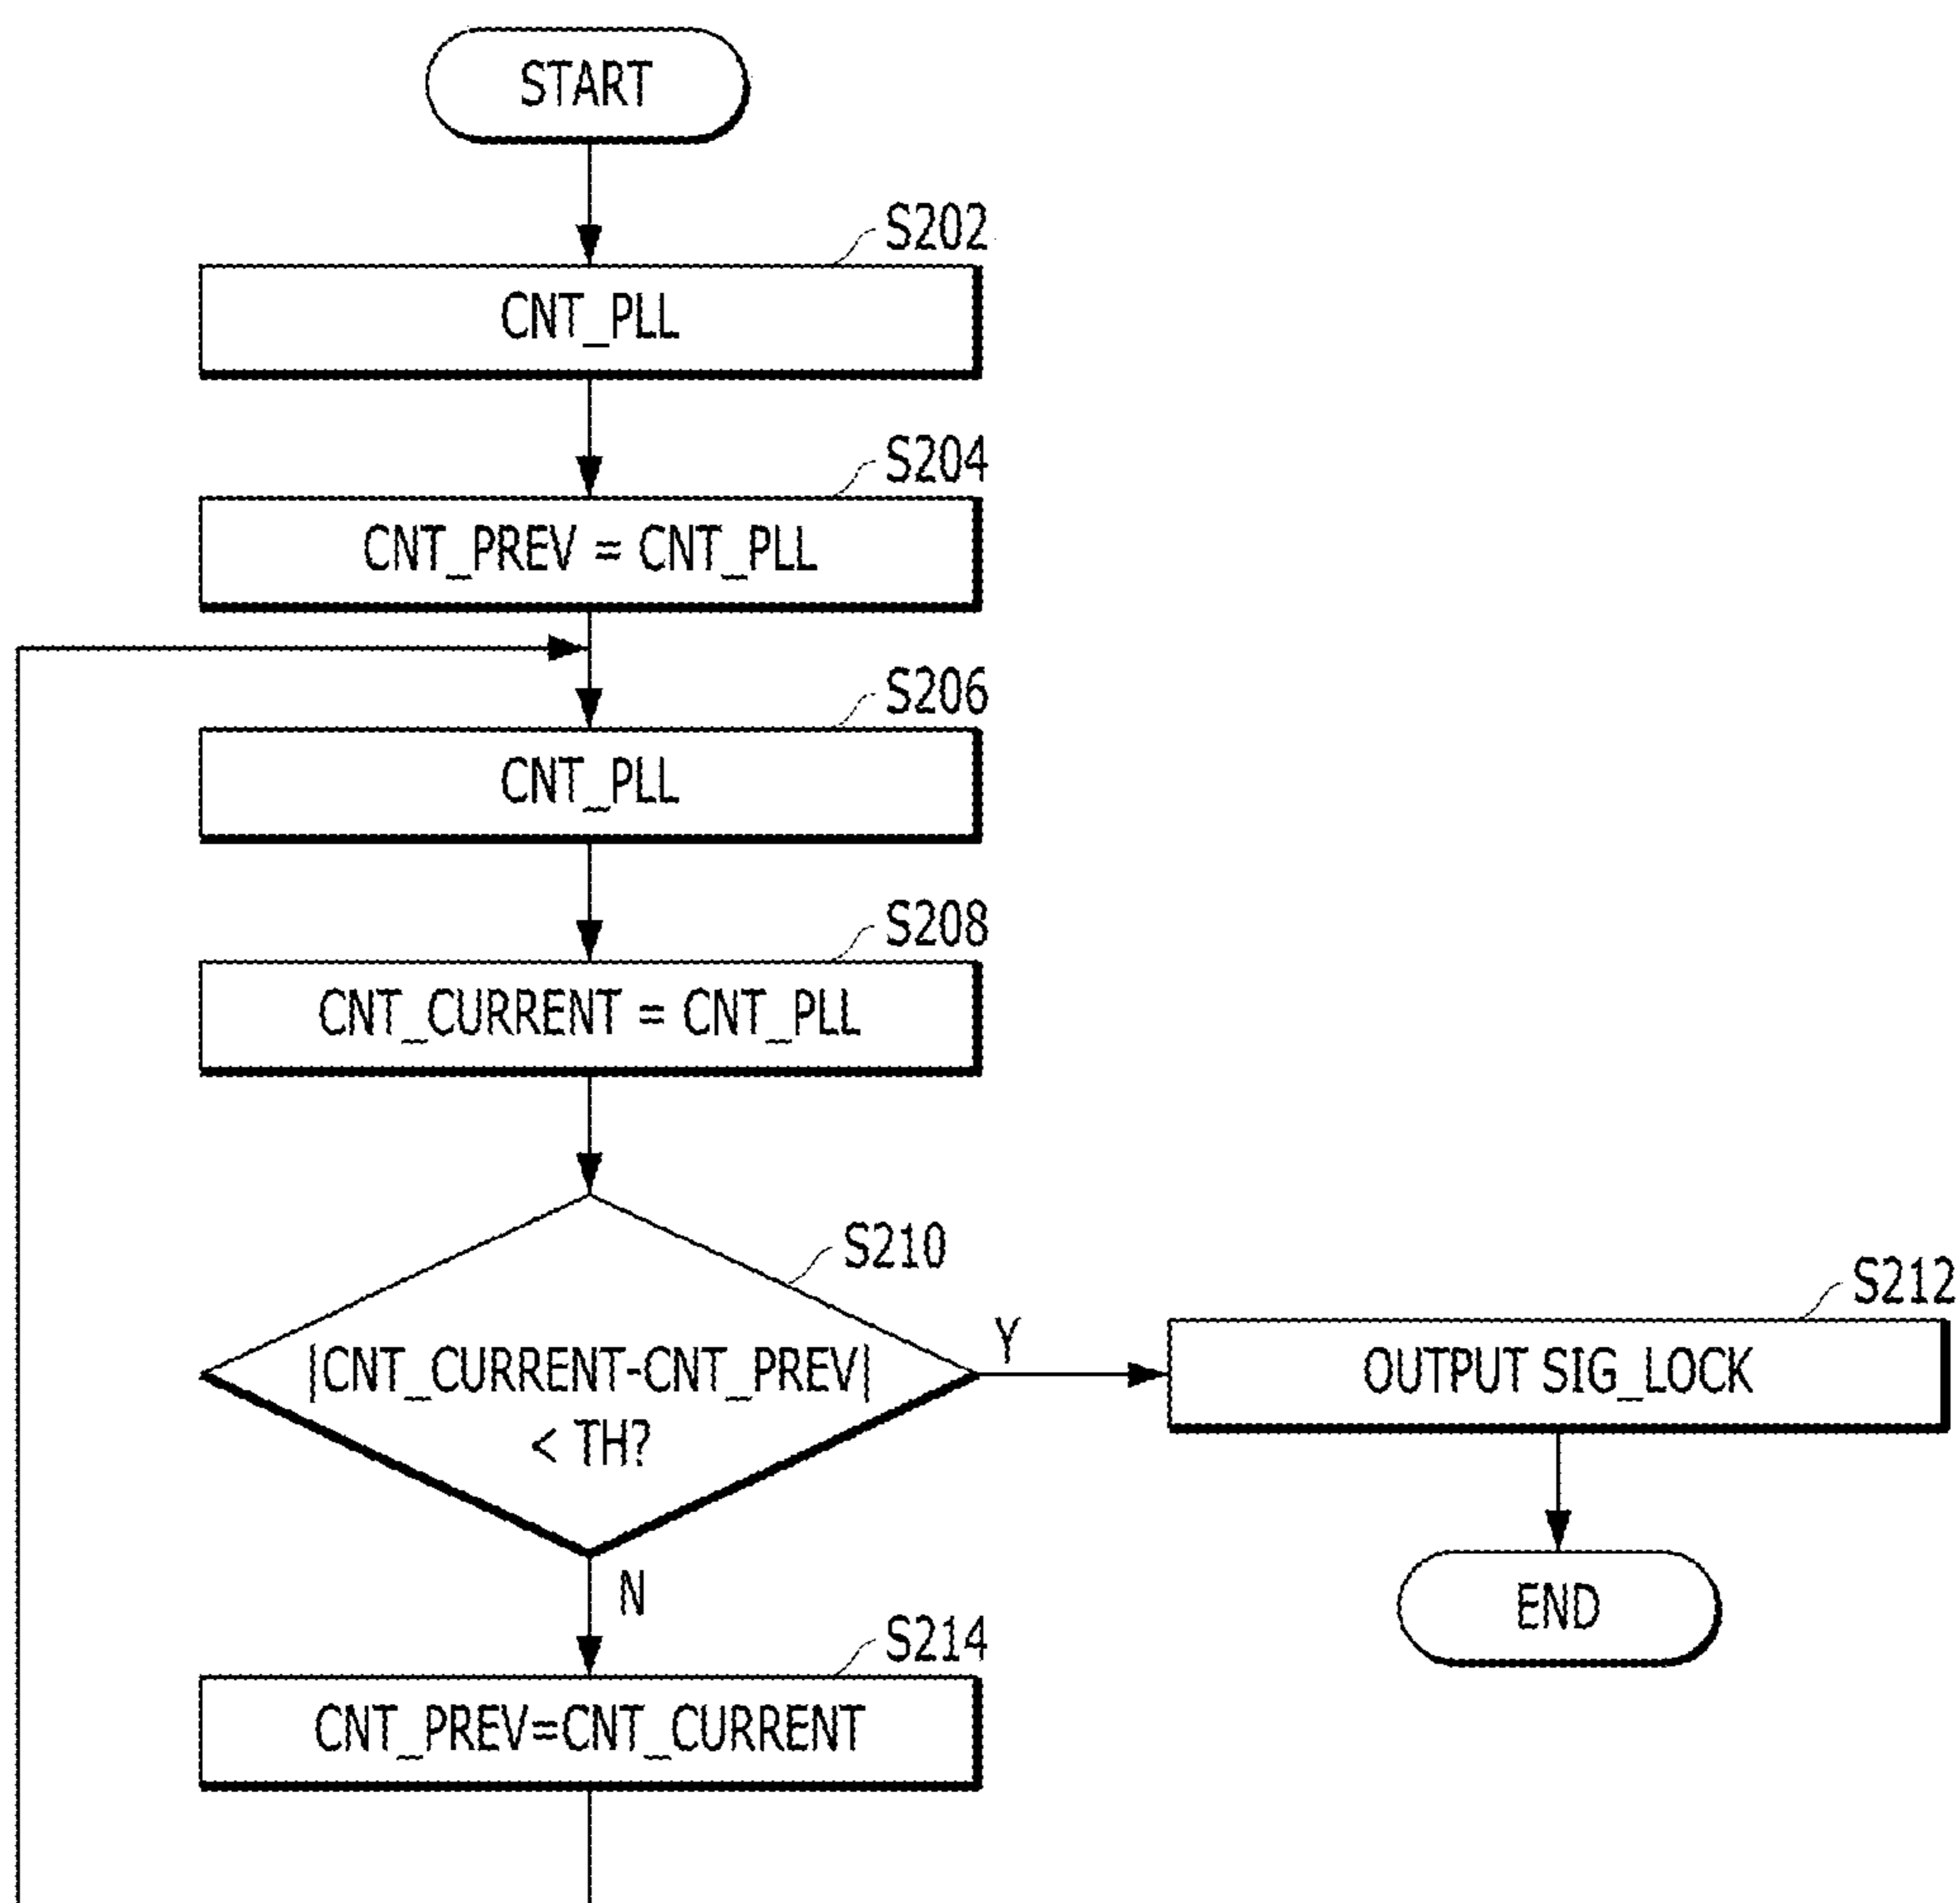 START
S202
CNT_PLL
S204
CNT_PREV = CNT_PLL
S206
CNT_PLL
S208
CNT_CURRENT = CNT_PLL
S210
|CNT_CURRENT-CNT_PREV|
< TH?
Y
S212
OUTPUT SIG_LOCK
END
N
S214
CNT_PREV=CNT_CURRENT